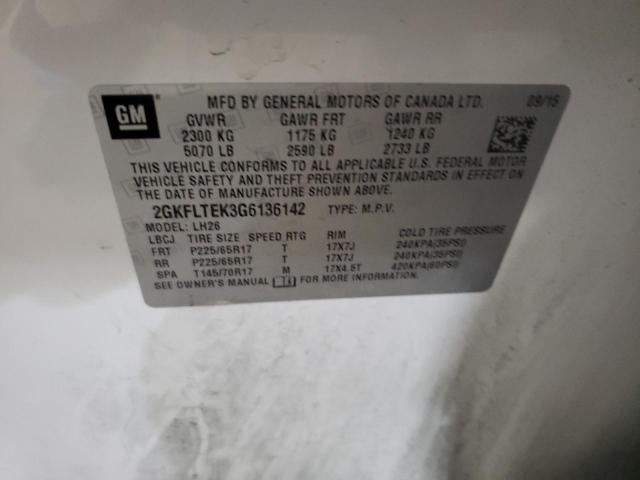 GM
MFD BY GENERAL MOTORS OF CANADA LTD. 09/15
GVWR GAWR FRT GAWR RR
2300 KG 1175 KG 1240 KG
5070 LB 2590 LB 2733 LB
THIS VEHICLE CONFORMS TO ALL APPLICABLE U.S. FEDERAL MOTOR
VEHICLE SAFETY AND THEFT PREVENTION STANDARDS IN EFFECT ON
THE DATE OF MANUFACTURE SHOWN ABOVE.
2GKFLTEK3G6136142 TYPE: M.P.V.
MODEL: LH26
LBCJ TIRE SIZE SPEED RTG RIM COLD TIRE PRESSURE
FRT P225/65R17 T 17X7J 240KPA(35PSI)
RR P225/65R17 T 17X7J 240KPA(35PSI)
SPA T145/70R17 M 17X4.5T 420KPA(60PSI)
SEE OWNER'S MANUAL FOR MORE INFORMATION.